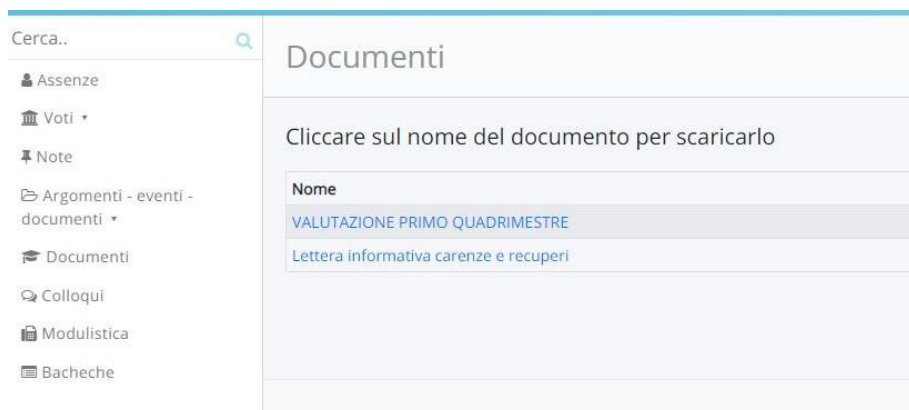 Cerca..
Assenze
Voti
Note
Argomenti - eventi -
documenti
Documenti
Colloqui
Modulistica
Bacheche
Documenti
Cliccare sul nome del documento per scaricarlo
Nome
VALUTAZIONE PRIMO QUADRIMESTRE
Lettera informativa carenze e recuperi